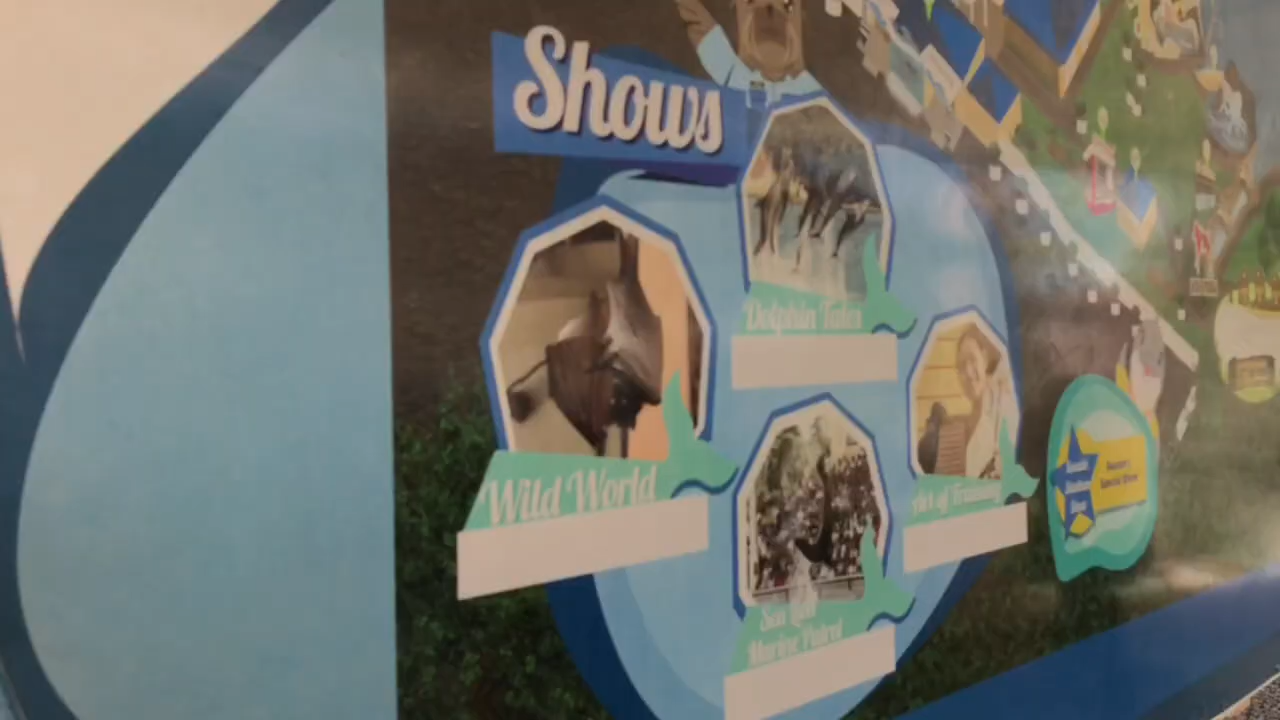 Shows
Dolphin Tales
Wild World
Art of Training
Sea Lion
Marine Patrol